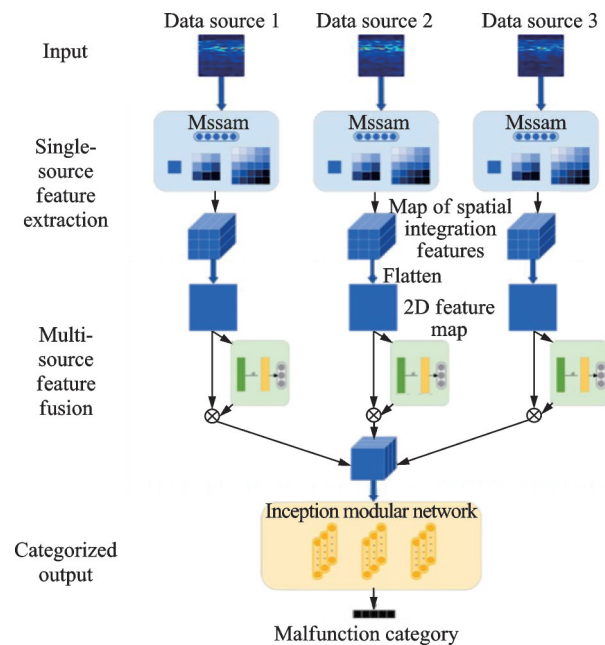 Data source 1
Data source 2
Data source 3
Input
Mssam
Mssam
Mssam
Single-
source
feature
extraction
Map of spatial
integration
features
Flatten
2D feature
map
Multi-
source
feature
fusion
Inception modular network
Categorized
output
Malfunction category